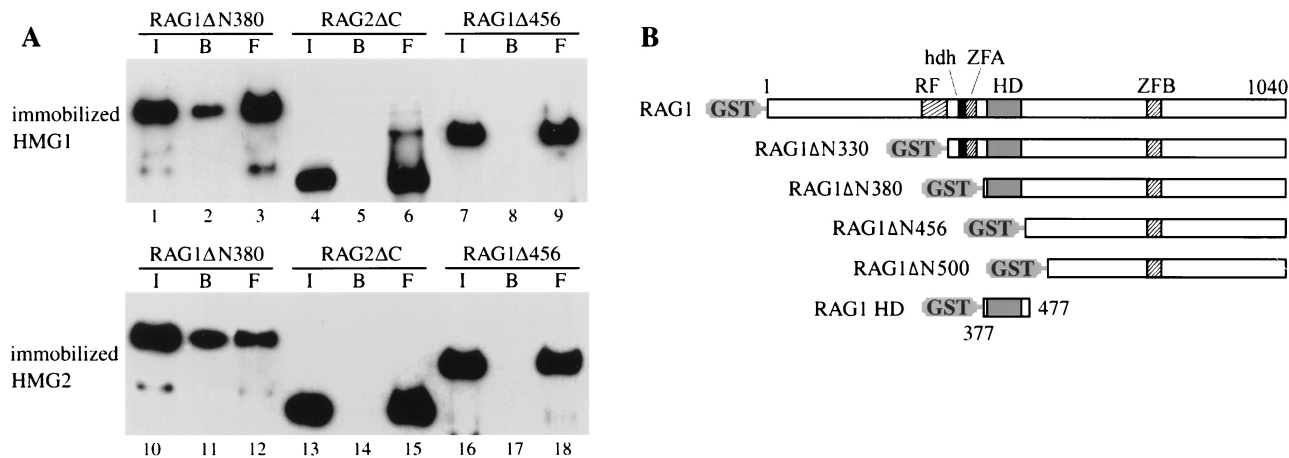 A
RAG1ΔN380 RAG2ΔC RAG1Δ456
I B F I B F I B F
immobilized
HMG1
1 2 3 4 5 6 7 8 9
RAG1ΔN380 RAG2ΔC RAG1Δ456
I B F I B F I B F
immobilized
HMG2
10 11 12 13 14 15 16 17 18
B
hdh ZFA
1 RF HD ZFB 1040
RAG1 GST
RAG1ΔN330 GST
RAG1ΔN380 GST
RAG1ΔN456 GST
RAG1ΔN500 GST
RAG1 HD GST 477
377